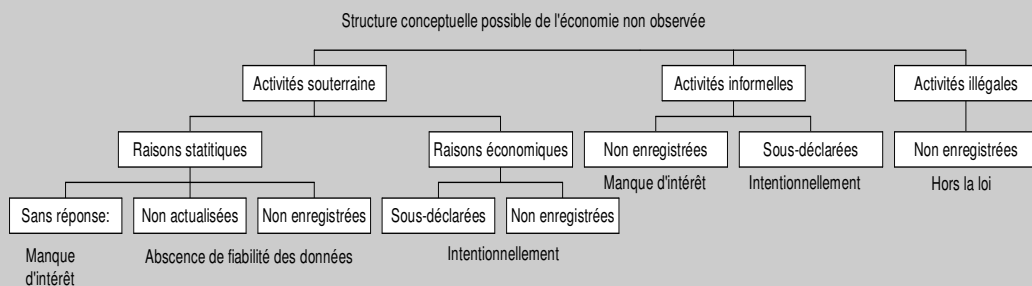 Structure conceptuelle possible de l'économie non observée
Activités souterraine
Activités informelles
Activités illégales
Raisons statitiques
Raisons économiques
Non enregistrées
Sous-déclarées
Non enregistrées
Manque d'intérêt
Intentionnellement
Hors la loi
Sans réponse:
Non actualisées
Non enregistrées
Sous-déclarées
Non enregistrées
Manque
d'intérêt
Abscence de fiabilité des données
Intentionnellement